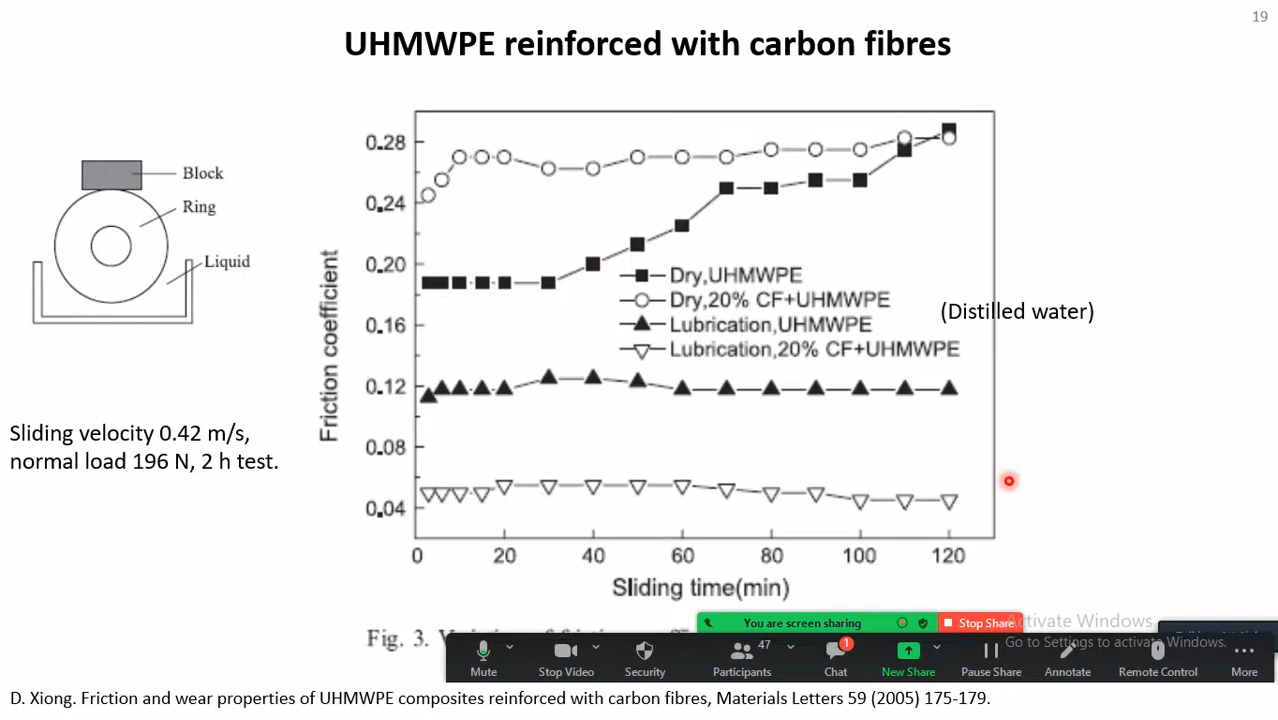 19
UHMWPE reinforced with carbon fibres
Block
Ring
Liquid
Sliding velocity 0.42 m/s,
normal load 196 N, 2 h test.
0.28
0.24
0.20
0.16
0.12
0.08
0.04
Friction coefficient
Dry,UHMWPE
Dry,20% CF+UHMWPE
Lubrication,UHMWPE
Lubrication,20% CF+UHMWPE
(Distilled water)
0 20 40 60 80 100 120
Sliding time(min)
Fig. 3.
You are screen sharing
Stop Share
Activate Windows
Go to Settings to activate Windows.
47
1
Mute
Stop Video
Security
Participants
Chat
New Share
Pause Share
Annotate
Remote Control
More
D. Xiong. Friction and wear properties of UHMWPE composites reinforced with carbon fibres, Materials Letters 59 (2005) 175-179.